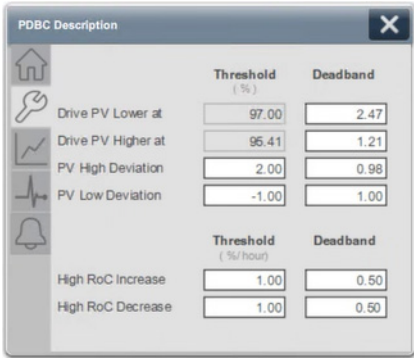 PDBC Description
Threshold Deadband
( % )
Drive PV Lower at 97.00 2.47
Drive PV Higher at 95.41 1.21
PV High Deviation 2.00 0.98
PV Low Deviation -1.00 1.00
Threshold Deadband
( %/hour)
High RoC Increase 1.00 0.50
High RoC Decrease 1.00 0.50